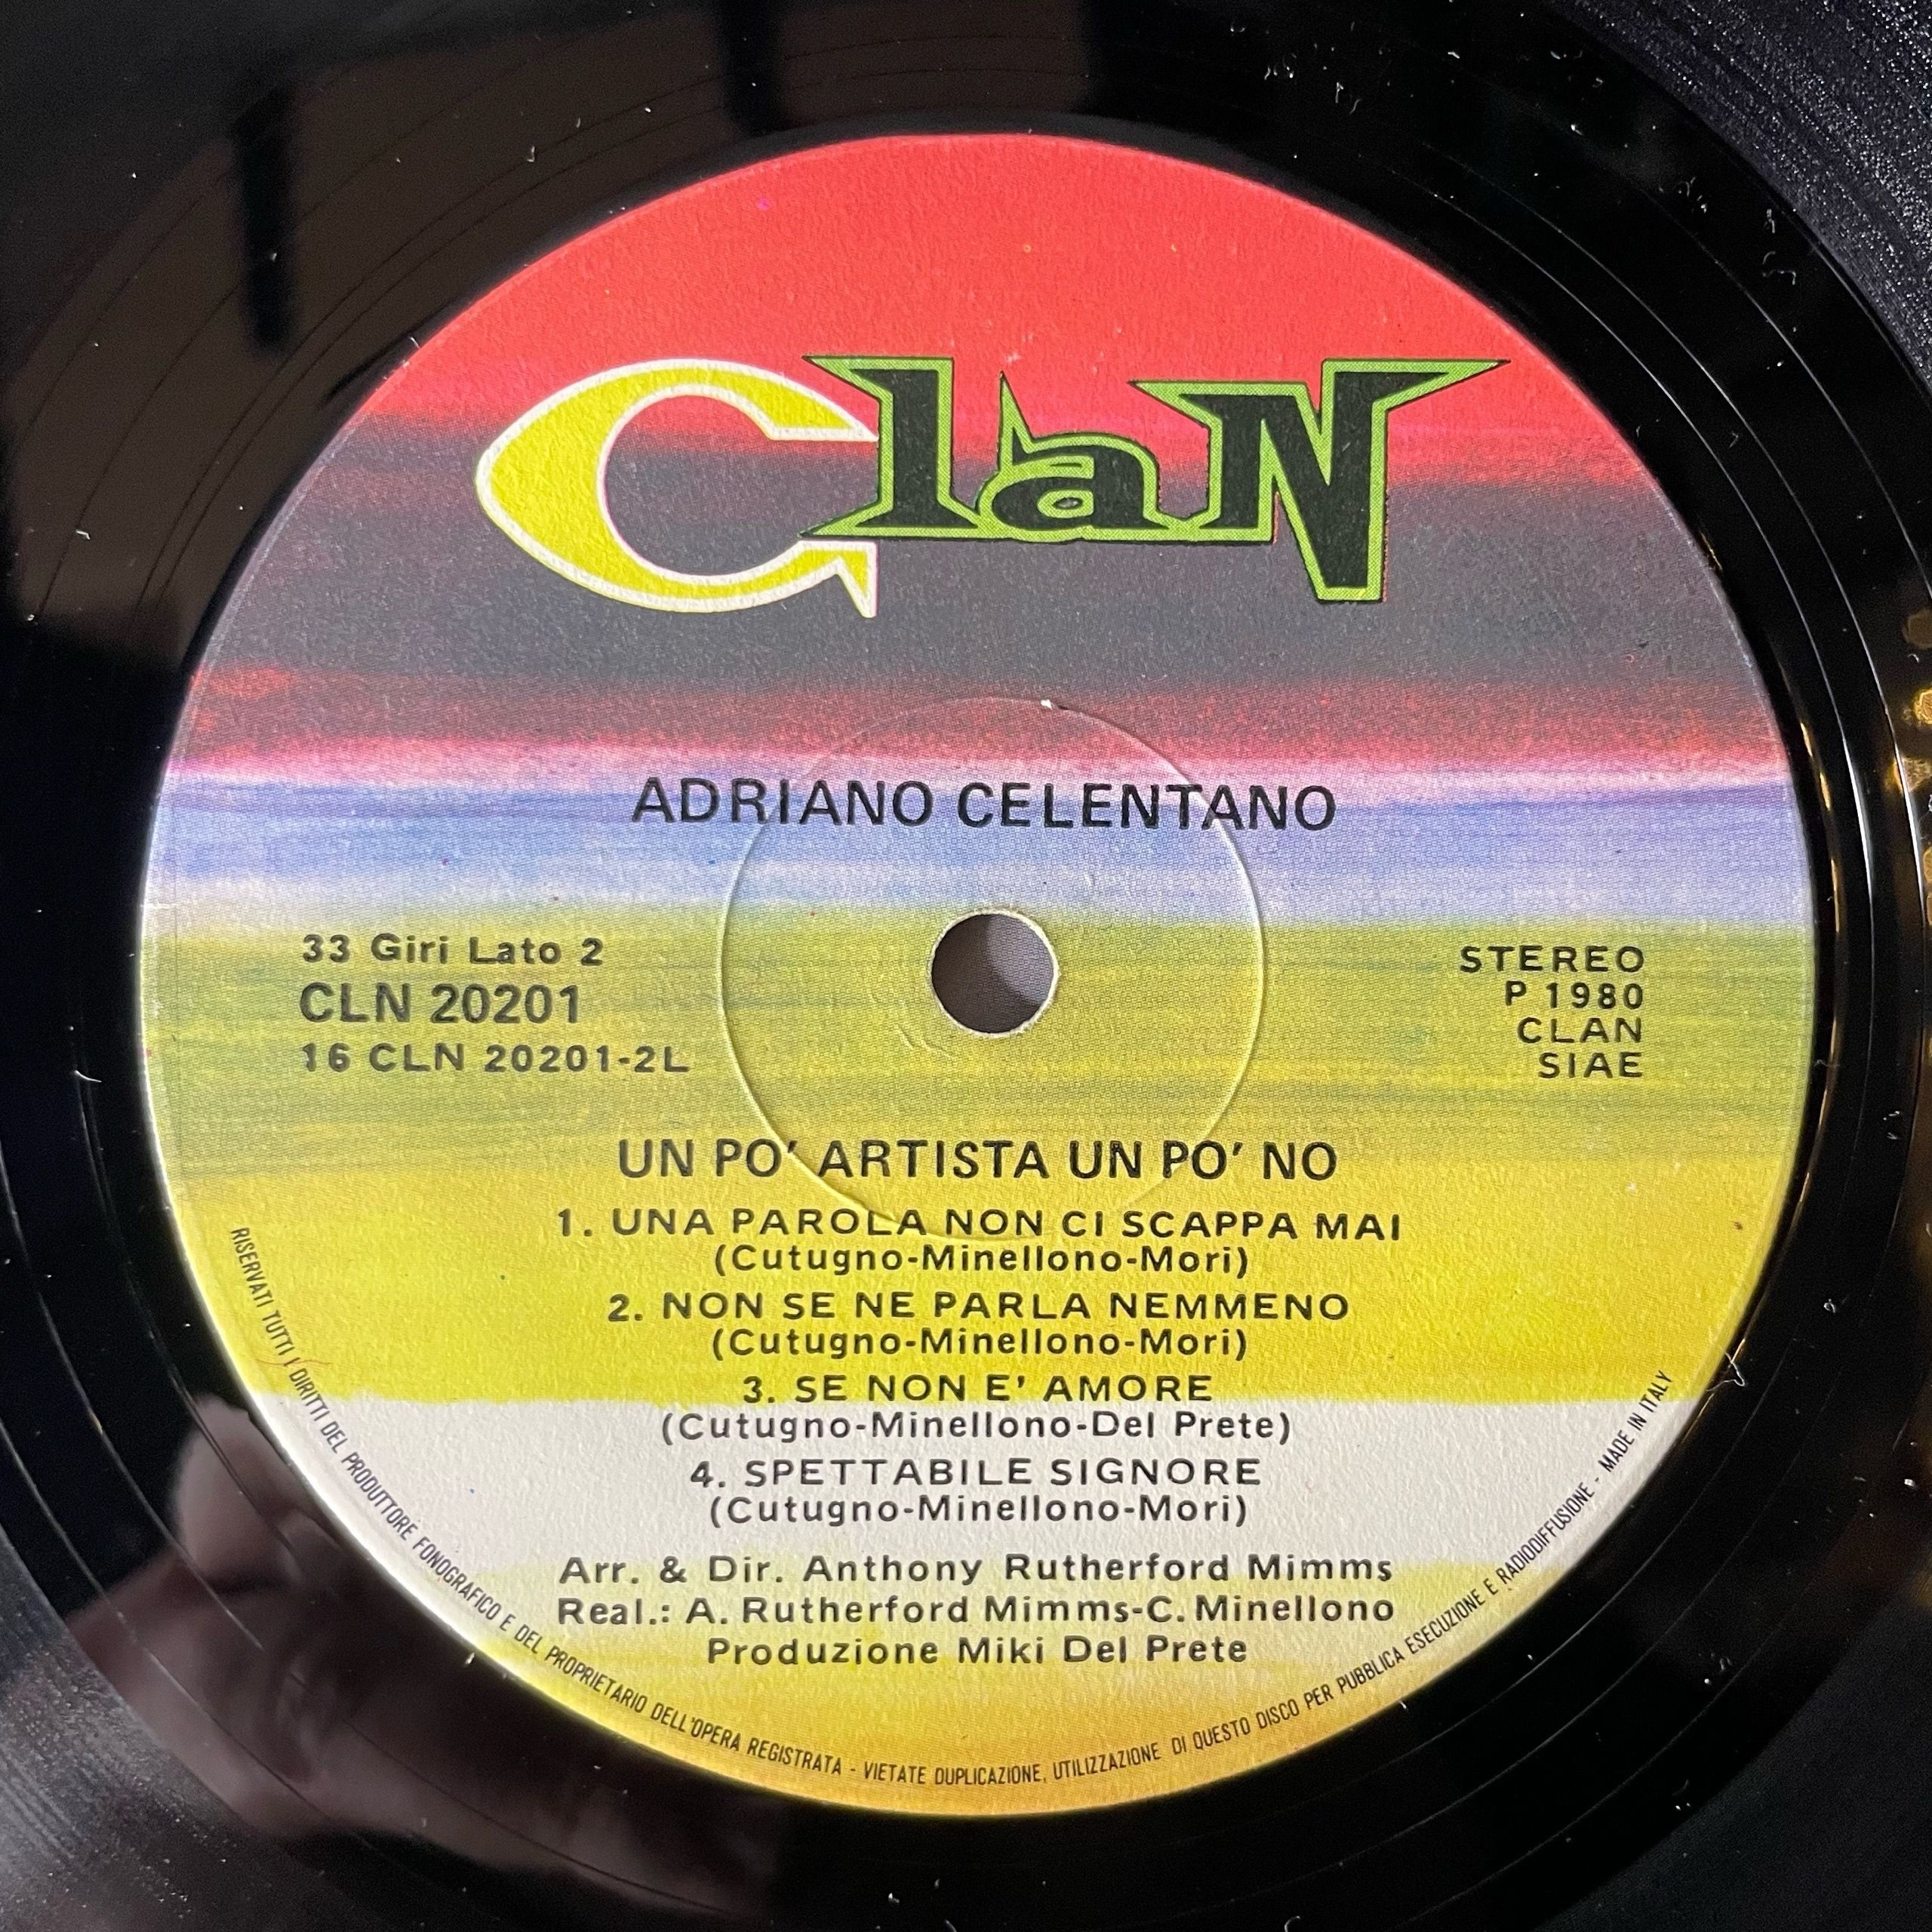 ClaN
ADRIANO CELENTANO
33 Giri Lato 2
CLN 20201
16 CLN 20201-2L
STEREO
P 1980
CLAN
SIAE
UN PO' ARTISTA UN PO' NO
1. UNA PAROLA NON CI SCAPPA MAI
(Cutugno-Minellono-Mori)
2. NON SE NE PARLA NEMMENO
(Cutugno-Minellono-Mori)
3. SE NON E' AMORE
(Cutugno-Minellono-Del Prete)
4. SPETTABILE SIGNORE
(Cutugno-Minellono-Mori)
Arr. & Dir. Anthony Rutherford Mimms
Real.: A. Rutherford Mimms-C. Minellono
Produzione Miki Del Prete
RISERVATI TUTTI I DIRITTI DEL PRODUTTORE FONOGRAFICO E DEL PROPRIETARIO DELL'OPERA REGISTRATA - VIETATE DUPLICAZIONE, UTILIZZAZIONE DI QUESTO DISCO PER PUBBLICA ESECUZIONE E RADIODIFFUSIONE - MADE IN ITALY